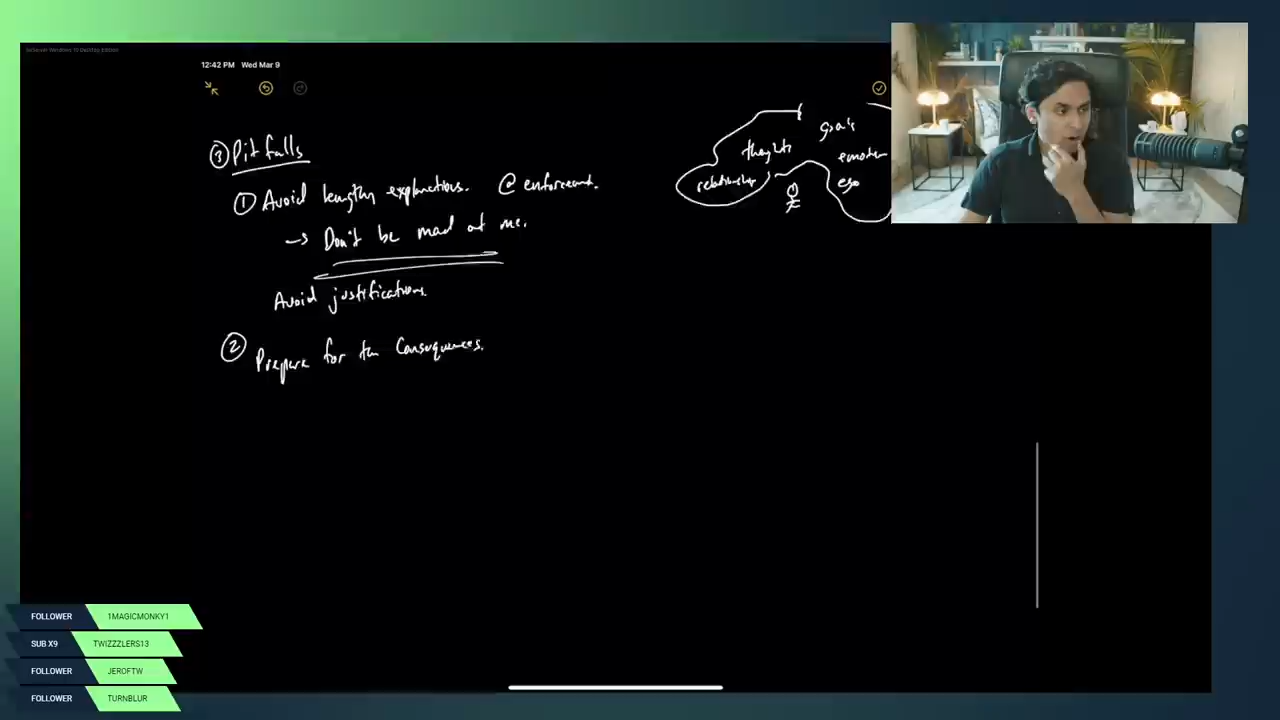 12:42 PM Wed Mar 9
③ Pitfalls
① Avoid lengthy explanations. @ enforcement.
→ Don't be mad at me.
Avoid justifications.
② Prepare for the Consequences.
thoughts
goals
emotion
relationship
ego
FOLLOWER 1MAGICMONKY1
SUB X9 TWIZZZLERS13
FOLLOWER JEROFTW
FOLLOWER TURNBLUR